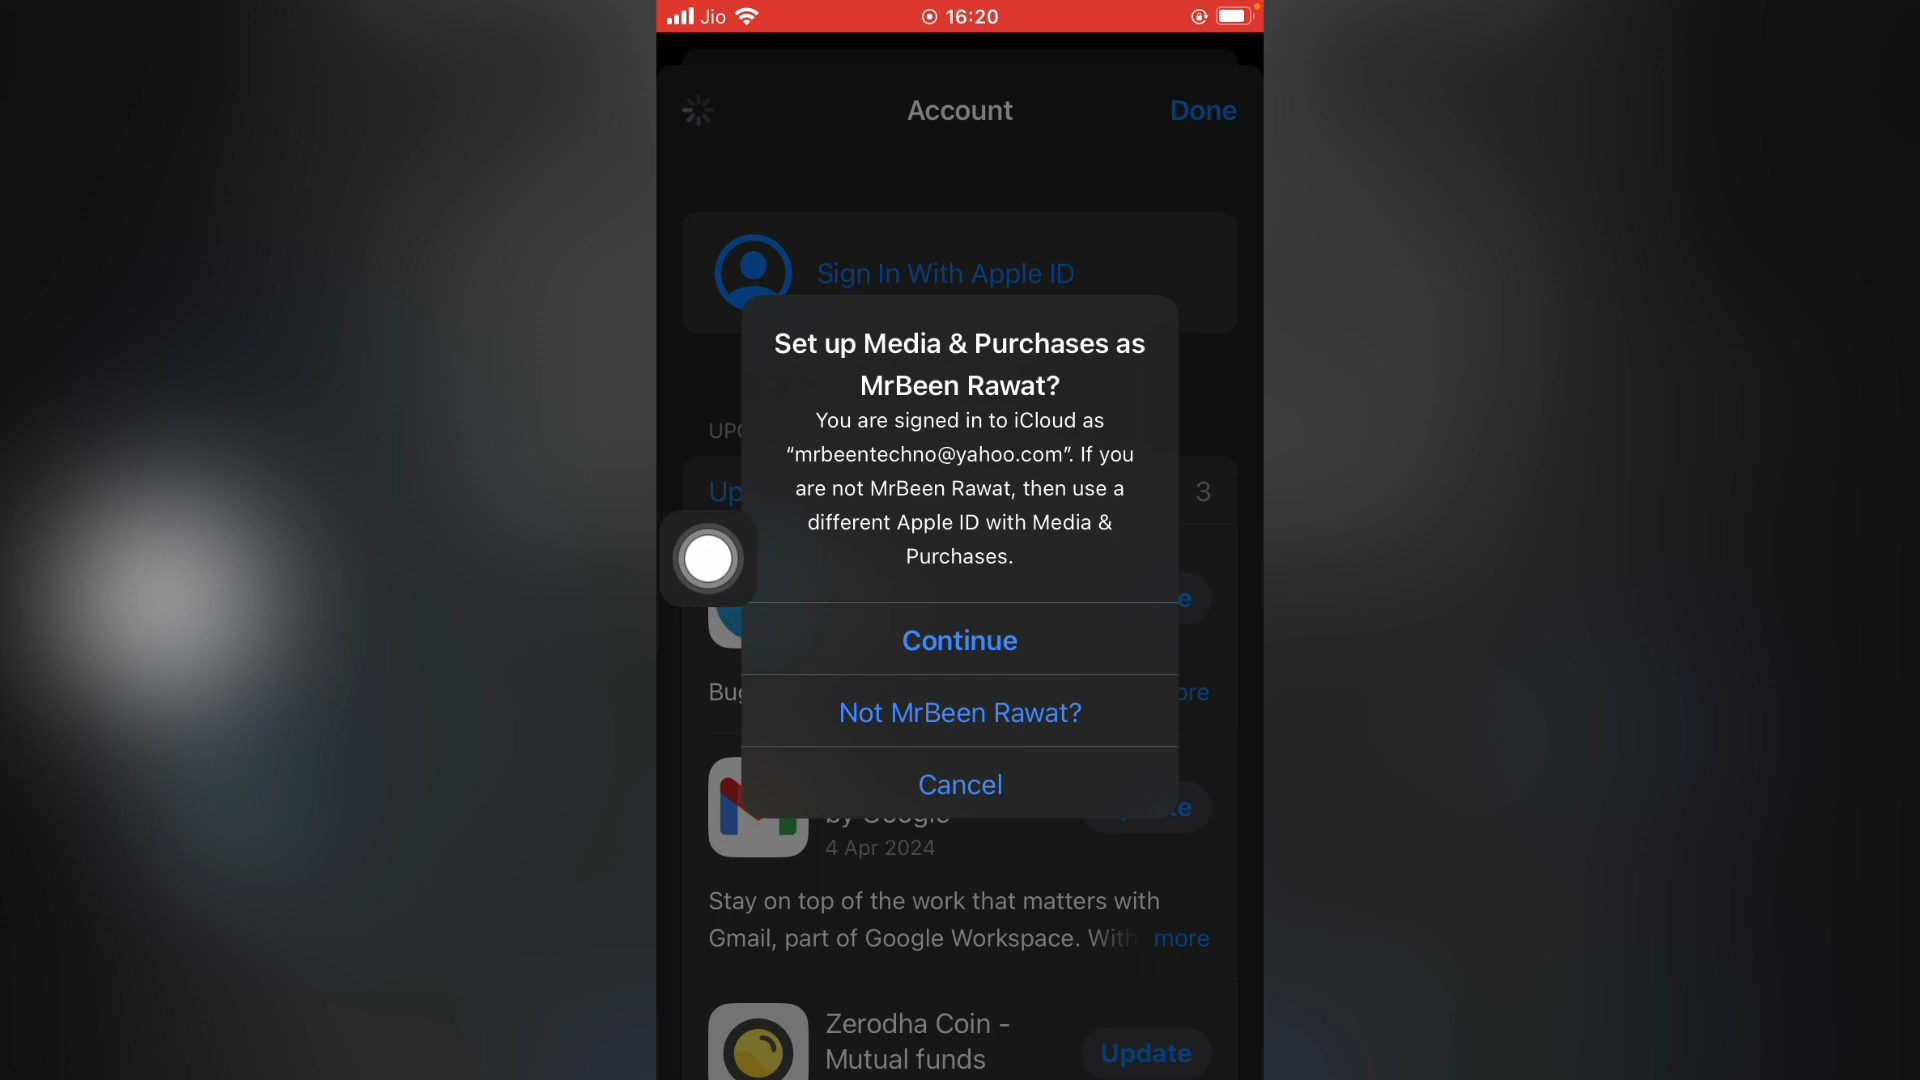 Jio 16:20
Account
Done
Sign In With Apple ID
Set up Media & Purchases as
MrBeen Rawat?
You are signed in to iCloud as
“mrbeentechno@yahoo.com”. If you
are not MrBeen Rawat, then use a
different Apple ID with Media &
Purchases.
3
Continue
Not MrBeen Rawat?
Cancel
by Google
4 Apr 2024
Stay on top of the work that matters with
Gmail, part of Google Workspace. With more
Zerodha Coin -
Mutual funds
Update